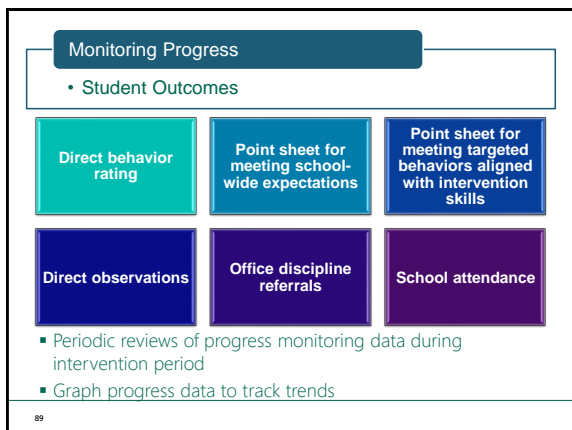 Monitoring Progress
• Student Outcomes
Direct behavior
rating
Point sheet for
meeting school-
wide expectations
Point sheet for
meeting targeted
behaviors aligned
with intervention
skills
Direct observations
Office discipline
referrals
School attendance
▪ Periodic reviews of progress monitoring data during
intervention period
▪ Graph progress data to track trends
89